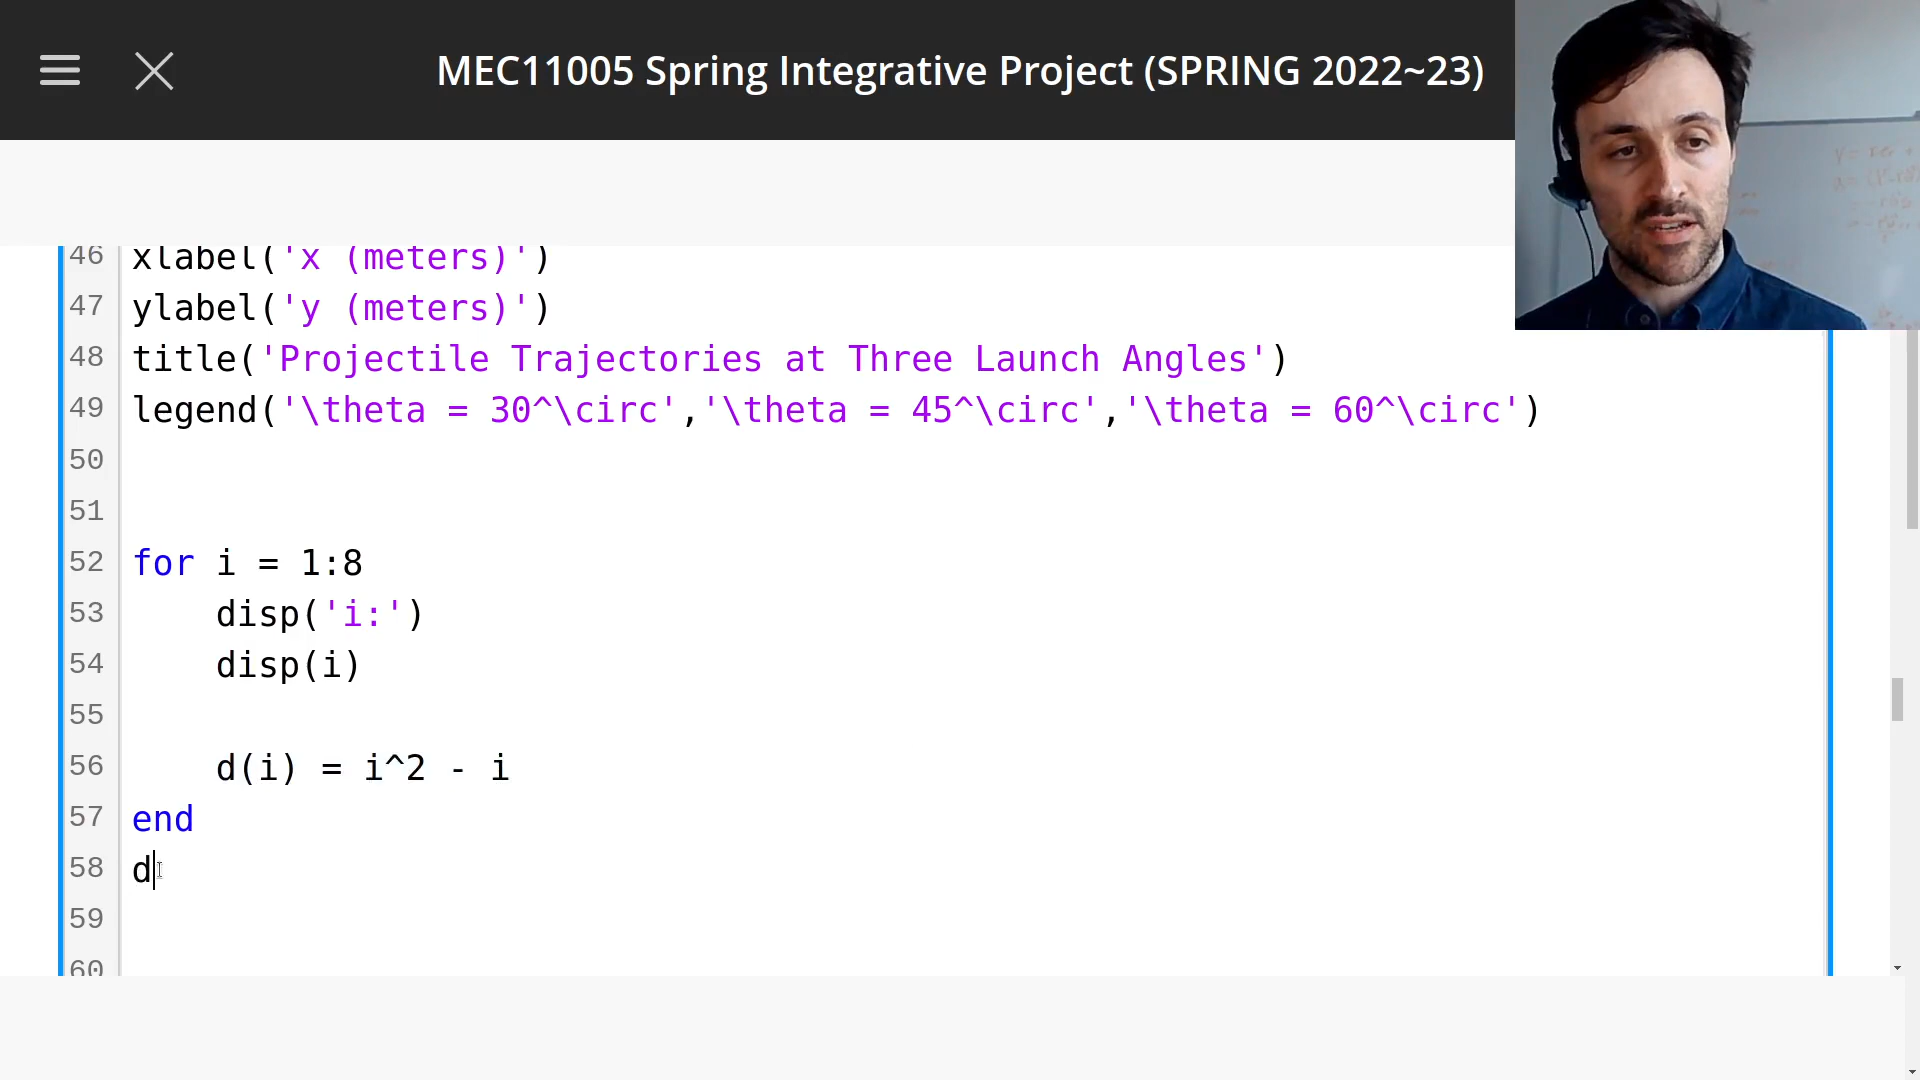 MEC11005 Spring Integrative Project (SPRING 2022~23)
46 xlabel('x (meters)')
47 ylabel('y (meters)')
48 title('Projectile Trajectories at Three Launch Angles')
49 legend('\theta = 30^\circ','\theta = 45^\circ','\theta = 60^\circ')
50
51
52 for i = 1:8
53 disp('i:')
54 disp(i)
55
56 d(i) = i^2 - i
57 end
58 d
59
60